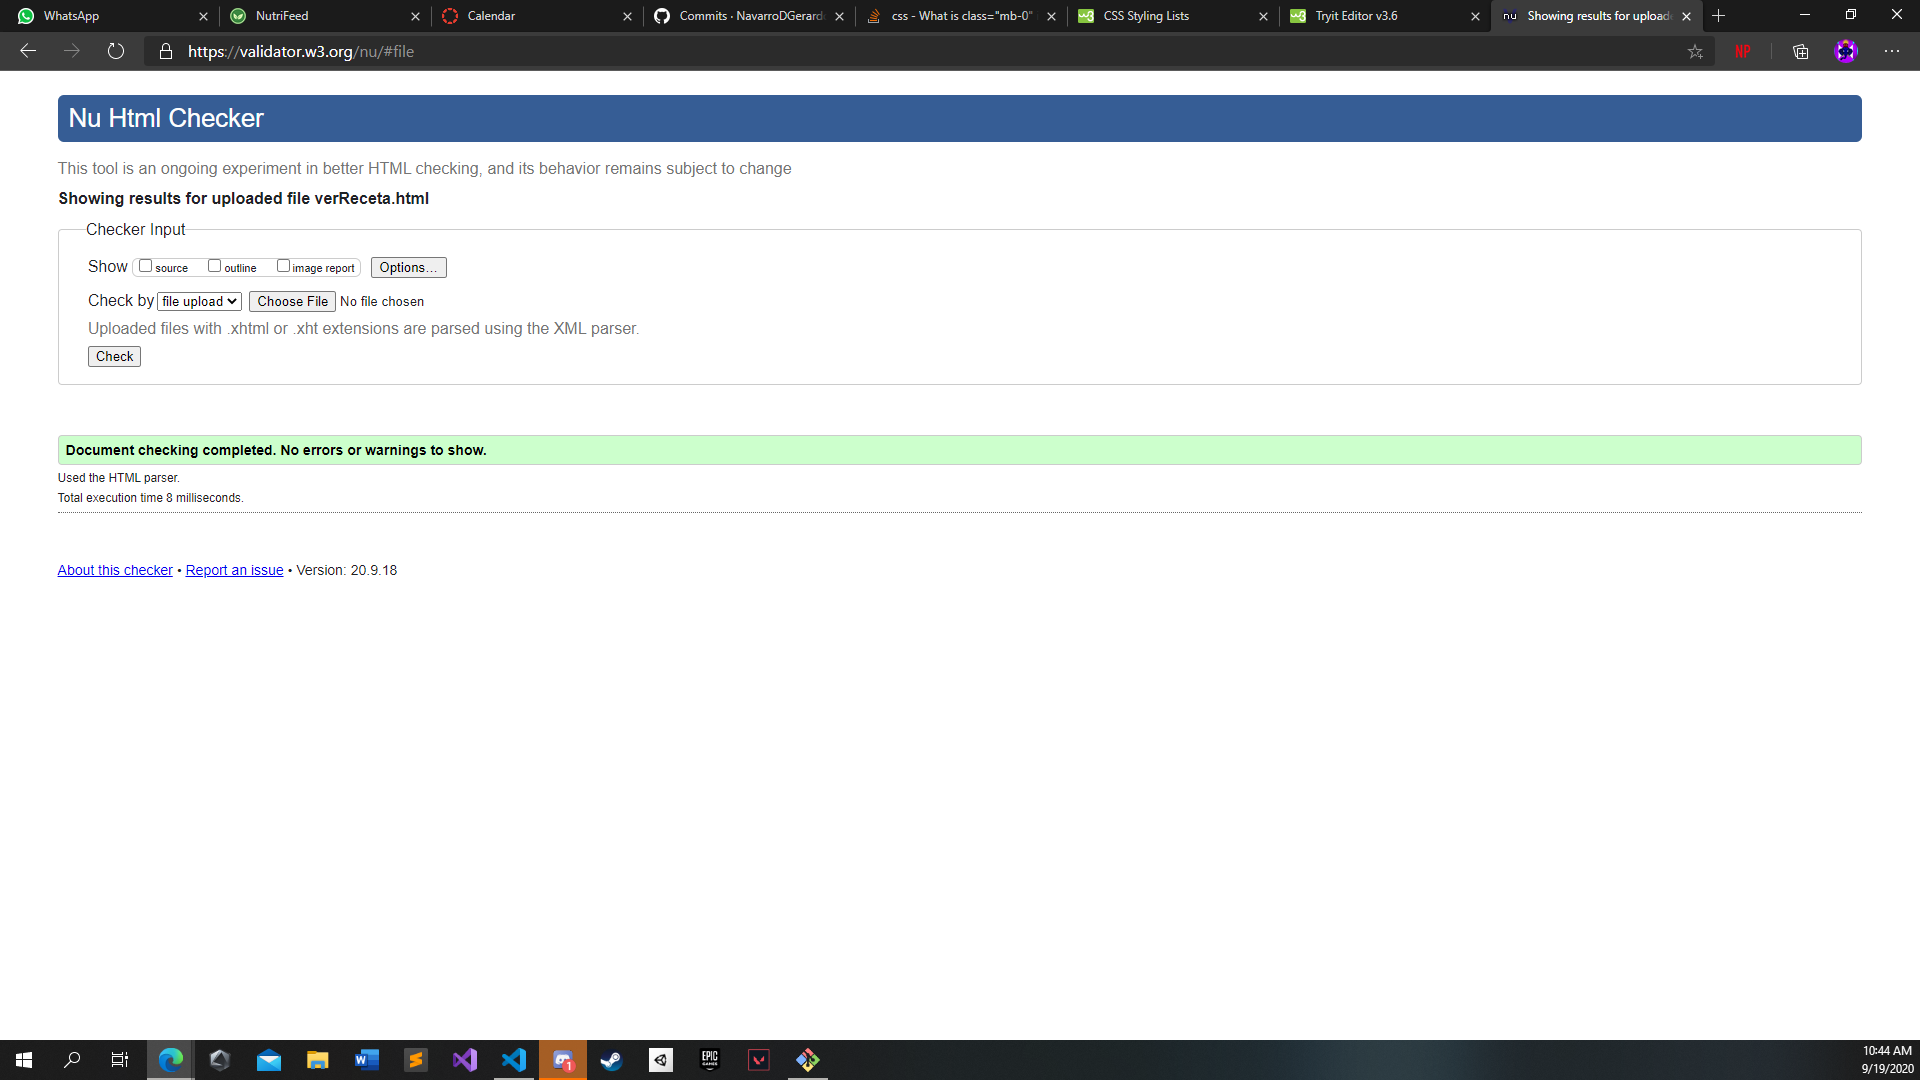 WhatsApp
NutriFeed
Calendar
Commits · NavarroDGerard
css - What is class="mb-0"
CSS Styling Lists
Tryit Editor v3.6
nu Showing results for upload
https://validator.w3.org/nu/#file
NP
Nu Html Checker
This tool is an ongoing experiment in better HTML checking, and its behavior remains subject to change
Showing results for uploaded file verReceta.html
Checker Input
Show source outline image report Options...
Check by file upload Choose File No file chosen
Uploaded files with .xhtml or .xht extensions are parsed using the XML parser.
Check
Document checking completed. No errors or warnings to show.
Used the HTML parser.
Total execution time 8 milliseconds.
About this checker • Report an issue • Version: 20.9.18
1
EPIC
GAMES
10:44 AM
9/19/2020